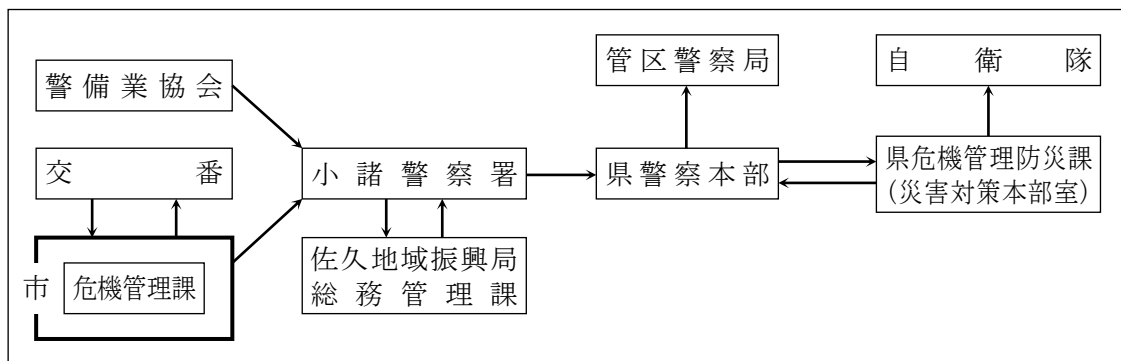 管区警察局
自衛隊
警備業協会
交番
小諸警察署
県警察本部
県危機管理防災課
(災害対策本部室)
市
危機管理課
佐久地域振興局
総務管理課